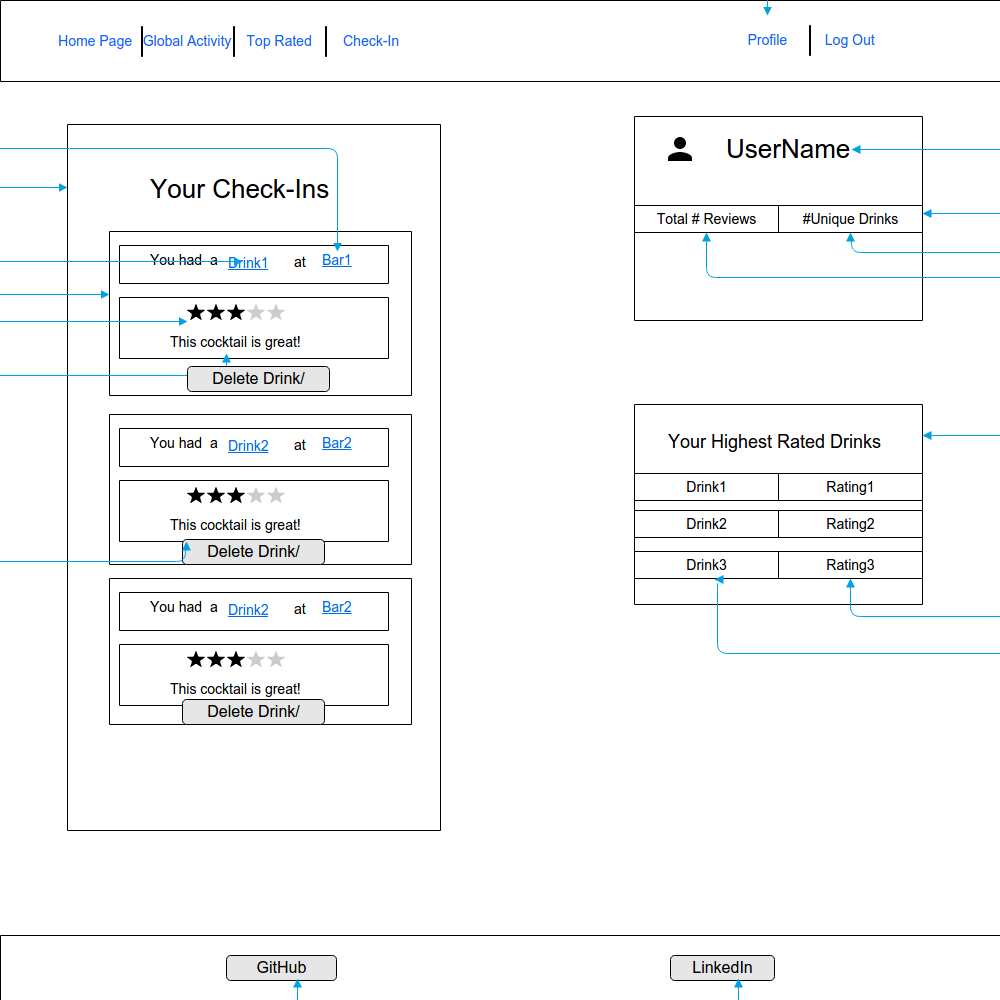 Home Page Global Activity Top Rated Check-In Profile Log Out
Your Check-Ins
You had a Drink1 at Bar1
This cocktail is great!
Delete Drink/
You had a Drink2 at Bar2
This cocktail is great!
Delete Drink/
You had a Drink2 at Bar2
This cocktail is great!
Delete Drink/
UserName
Total # Reviews #Unique Drinks
Your Highest Rated Drinks
Drink1 Rating1
Drink2 Rating2
Drink3 Rating3
GitHub LinkedIn